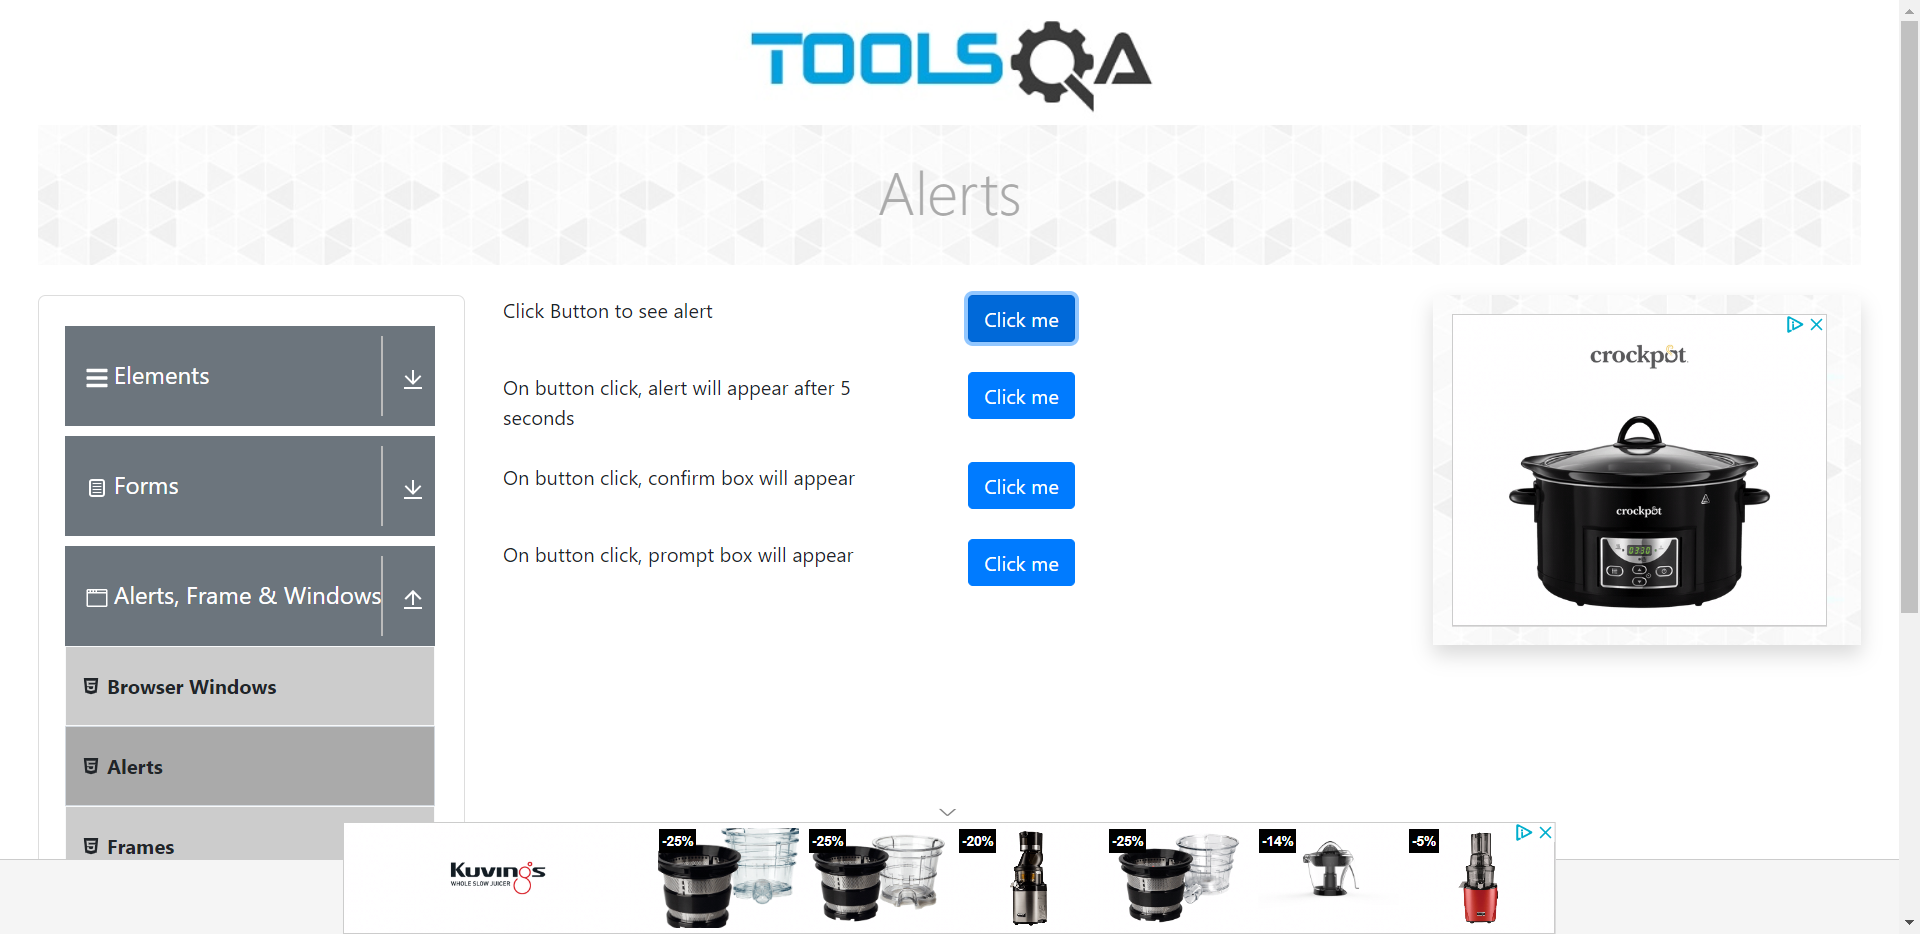 TOOLSQA
Alerts
Elements
Forms
Alerts, Frame & Windows
Browser Windows
Alerts
Frames
Click Button to see alert
Click me
On button click, alert will appear after 5
seconds
Click me
On button click, confirm box will appear
Click me
On button click, prompt box will appear
Click me
crockpot
crockpot
0330
Kuvings
WHOLE SLOW JUICER
-25%
-25%
-20%
-25%
-14%
-5%